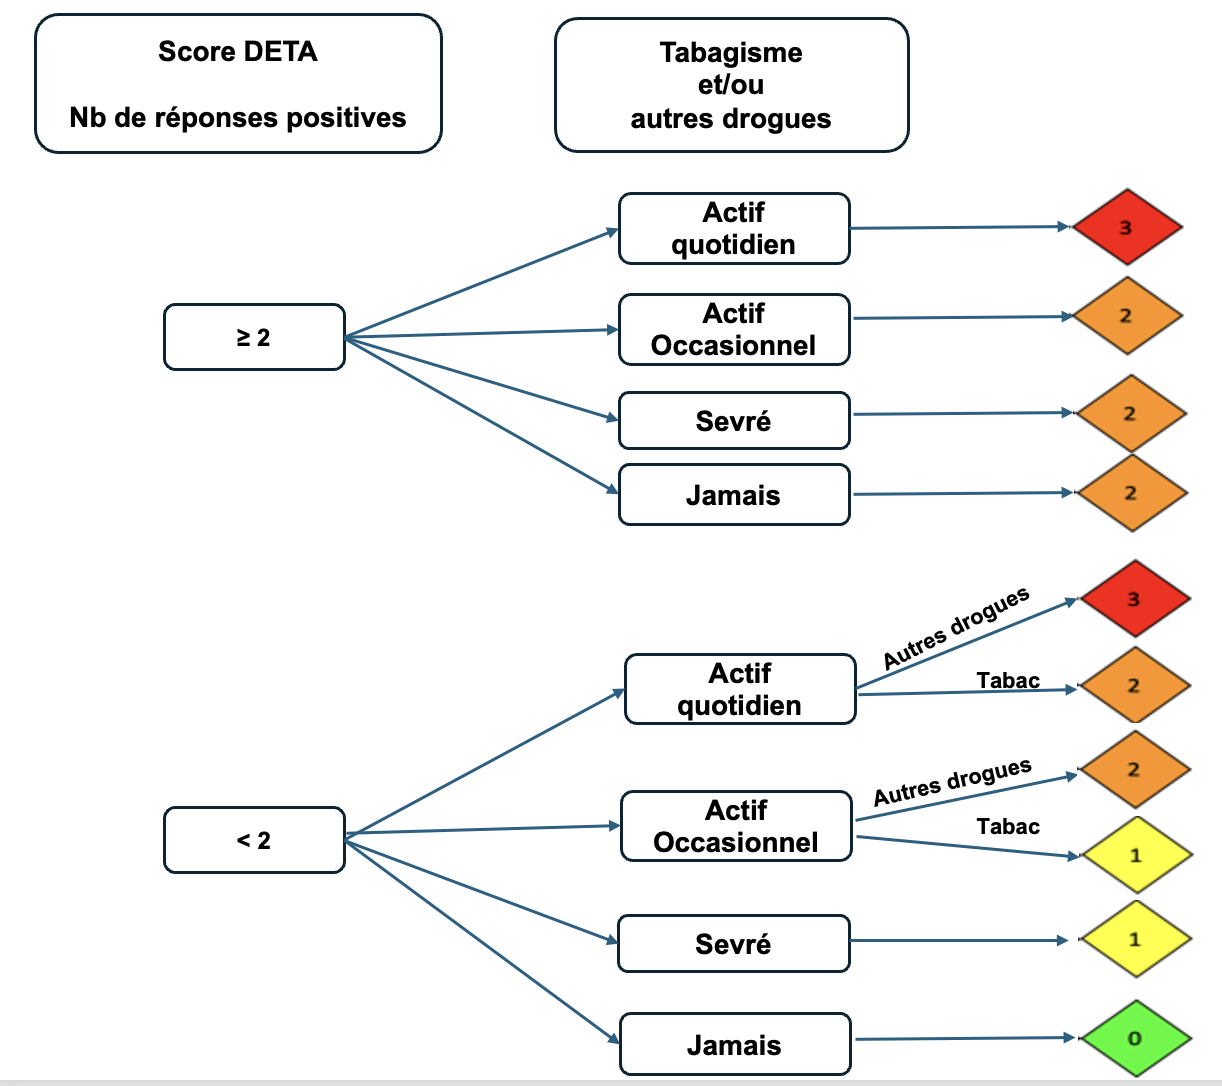 Score DETA
Nb de réponses positives
Tabagisme
et/ou
autres drogues
≥ 2
Actif
quotidien
3
Actif
Occasionnel
2
Sevré
2
Jamais
2
< 2
Actif
quotidien
Autres drogues
3
Tabac
2
Actif
Occasionnel
Autres drogues
2
Tabac
1
Sevré
1
Jamais
0